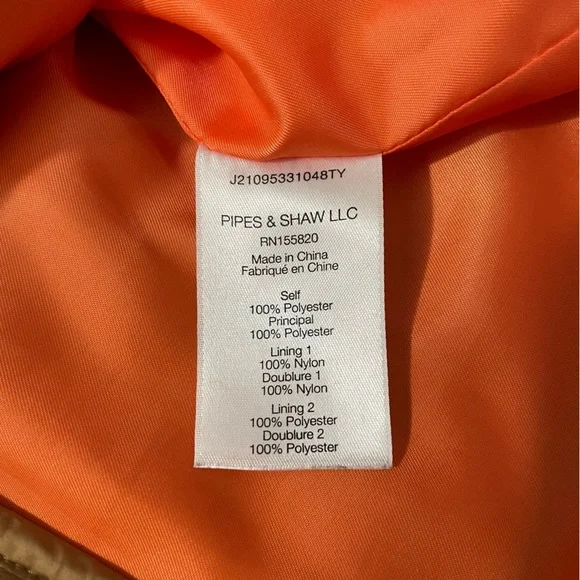 J21095331048TY
PIPES & SHAW LLC
RN155820
Made in China
Fabriqué en Chine
Self
100% Polyester
Principal
100% Polyester
Lining 1
100% Nylon
Doublure 1
100% Nylon
Lining 2
100% Polyester
Doublure 2
100% Polyester